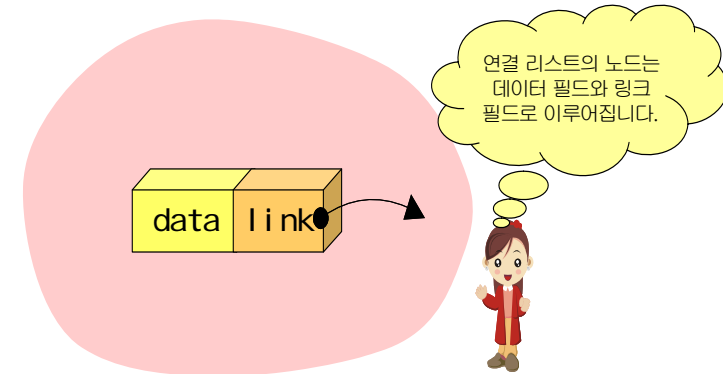 연결 리스트의 노드는
데이터 필드와 링크
필드로 이루어집니다.
data link